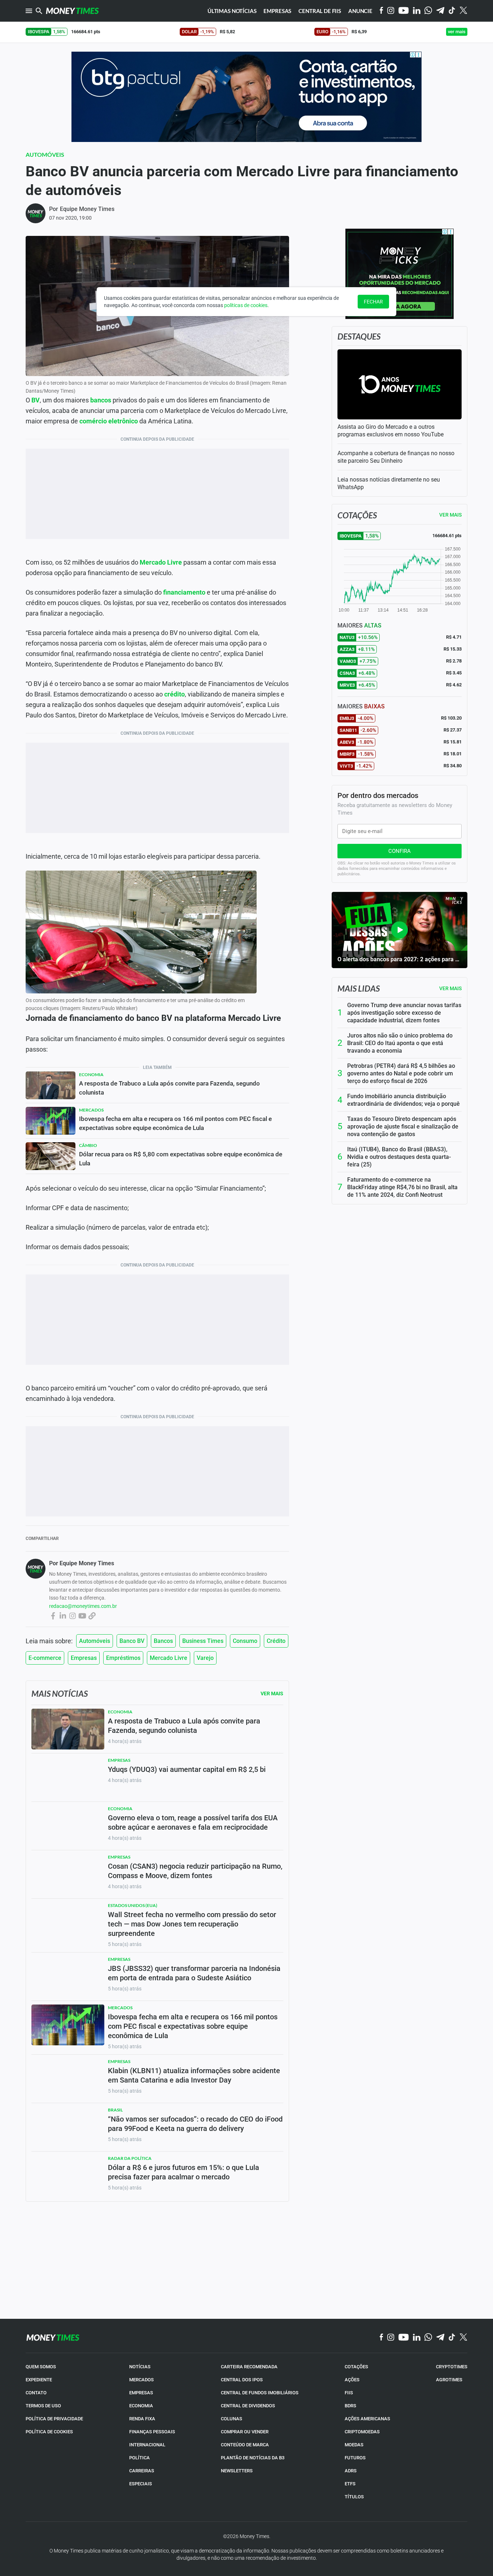 MONEY TIMES
ÚLTIMAS NOTÍCIAS EMPRESAS CENTRAL DE FIIS ANUNCIE
IBOVESPA 1,58% 166684.61 pts
DOLAR -1,19% R$ 5,82
EURO -1,16% R$ 6,39
ver mais
btg pactual
Cartão, conta e investimentos, tudo no app
Abra sua conta
AUTOMÓVEIS
Banco BV anuncia parceria com Mercado Livre para financiamento
de automóveis
Por Equipe Money Times
07 nov 2020, 19:00
MONEY PICKS
NA MIRA DAS MELHORES
OPORTUNIDADES DO MERCADO
Usamos cookies para guardar estatísticas de visitas, personalizar anúncios e melhorar sua experiência de
navegação. Ao continuar, você concorda com nossas políticas de cookies.
FECHAR
O BV já é o terceiro banco a se somar ao maior Marketplace de Financiamentos de Veículos do Brasil (Imagem: Renan
Dantas/Money Times)
O BV, um dos maiores bancos privados do país, acaba de anunciar uma parceria com o Marketplace de Veículos do Mercado Livre,
maior empresa de comércio eletrônico da América Latina.
CONTINUA DEPOIS DA PUBLICIDADE
Com isso, os 52 milhões de usuários do Mercado Livre passam a contar com mais essa
poderosa opção para financiamento de seu veículo.
Os consumidores poderão fazer a simulação do financiamento e ter uma pré-análise do
crédito em poucos cliques. Os lojistas, por sua vez, receberão os contatos dos interessados
para finalização do negócio.
“Essa parceria fortalece ainda mais a presença do BV no universo digital. Com ela,
reforçamos nossa parceria com os lojistas, que é altamente estratégica ao mesmo tempo em
que, reafirmando nossa estratégia de ter o cliente no centro”, explica Daniel
Monteiro, Superintendente de Produtos e Planejamento do Banco BV.
“O BV já é o terceiro banco a se somar ao maior Marketplace de Financiamentos de Veículos
do Brasil. Estamos democratizando o acesso ao crédito, viabilizando de maneira simples e
segura a realização dos sonhos daqueles que desejam adquirir um automóvel”, explica Luis
Paulo dos Santos, Diretor do Marketplace de Veículos, Imóveis e Serviços do Mercado Livre.
CONTINUA DEPOIS DA PUBLICIDADE
Inicialmente, cerca de 10 mil lojas estarão elegíveis para participar dessa parceria.
Os consumidores poderão fazer a simulação do financiamento e ter uma pré-análise do crédito em
poucos cliques (Imagem: Reuters/Paulo Whitaker)
Jornada de financiamento do banco BV na plataforma Mercado Livre
Para solicitar um financiamento é muito simples. O consumidor deverá seguir os seguintes
passos:
LEIA TAMBÉM
ECONOMIA
A resposta de Trabuco a Lula após convite para Fazenda, segundo
colunista
MERCADOS
Ibovespa fecha em alta e recupera os 166 mil pontos com PEC fiscal e
expectativas sobre equipe econômica de Lula
CÂMBIO
Dólar recua para os R$ 5,80 com expectativas sobre equipe econômica de
Lula
Após selecionar o veículo do seu interesse, clicar na opção “Simular Financiamento”;
Informar CPF e data de nascimento;
Realizar a simulação (número de parcelas, valor de entrada etc);
Informar os demais dados pessoais;
CONTINUA DEPOIS DA PUBLICIDADE
O banco parceiro emitirá um “voucher” com o valor do crédito pré-aprovado, que será
encaminhado à loja vendedora.
CONTINUA DEPOIS DA PUBLICIDADE
COMPARTILHAR
Por Equipe Money Times
No Money Times, investidores, analistas, gestores e entusiastas do ambiente econômico brasileiro
usufruem de textos objetivos e de qualidade que vão ao centro da informação, análise e debate. Buscamos
levantar e antecipar discussões importantes para o investidor e dar respostas às questões do momento.
Isso faz toda a diferença.
redacao@moneytimes.com.br
Leia mais sobre: Automóveis Banco BV Bancos Business Times Consumo Crédito
E-commerce Empresas Empréstimos Mercado Livre Varejo
MAIS NOTÍCIAS VER MAIS
ECONOMIA
A resposta de Trabuco a Lula após convite para
Fazenda, segundo colunista
4 hora(s) atrás
EMPRESAS
Yduqs (YDUQ3) vai aumentar capital em R$ 2,5 bi
4 hora(s) atrás
ECONOMIA
Governo eleva o tom, reage a possível tarifa dos EUA
sobre açúcar e aeronaves e fala em reciprocidade
4 hora(s) atrás
EMPRESAS
Cosan (CSAN3) negocia reduzir participação na Rumo,
Compass e Moove, dizem fontes
4 hora(s) atrás
ESTADOS UNIDOS (EUA)
Wall Street fecha no vermelho com pressão do setor
tech — mas Dow Jones tem recuperação
surpreendente
5 hora(s) atrás
EMPRESAS
JBS (JBSS32) quer transformar parceria na Indonésia
em porta de entrada para o Sudeste Asiático
5 hora(s) atrás
MERCADOS
Ibovespa fecha em alta e recupera os 166 mil pontos
com PEC fiscal e expectativas sobre equipe
econômica de Lula
5 hora(s) atrás
EMPRESAS
Klabin (KLBN11) atualiza informações sobre acidente
em Santa Catarina e adia Investor Day
5 hora(s) atrás
BRASIL
“Não vamos ser sufocados”: o recado do CEO do iFood
para 99Food e Keeta na guerra do delivery
5 hora(s) atrás
RADAR DA POLÍTICA
Dólar a R$ 6 e juros futuros em 15%: o que Lula
precisa fazer para acalmar o mercado
5 hora(s) atrás
DESTAQUES
10 ANOS MONEY TIMES
Assista ao Giro do Mercado e a outros
programas exclusivos em nosso YouTube
Acompanhe a cobertura de finanças no nosso
site parceiro Seu Dinheiro
Leia nossas notícias diretamente no seu
WhatsApp
COTAÇÕES VER MAIS
IBOVESPA 1,58% 166684.61 pts
167.500
167.000
166.500
166.000
165.500
165.000
164.500
164.000
10:00 11:37 13:14 14:51 16:28
MAIORES ALTAS
NATU3 +10.56% R$ 4.71
AZZA3 +8.11% R$ 15.33
VAMO3 +7.75% R$ 2.78
CSNA3 +6.48% R$ 5.45
MRVE3 +6.45% R$ 4.62
MAIORES BAIXAS
EMBJ3 -4.00% R$ 103.20
SANB11 -2.60% R$ 27.37
ABEV3 -1.80% R$ 15.81
MBRF3 -1.58% R$ 18.01
VIVT3 -1.42% R$ 34.80
Por dentro dos mercados
Receba gratuitamente as newsletters do Money
Times
Digite seu e-mail
CONFIRA
FUJA DESSAS AÇÕES
O alerta dos bancos para 2027: 2 ações para ...
MAIS LIDAS VER MAIS
1 Governo Trump deve anunciar novas tarifas
após investigação sobre excesso de
capacidade industrial, dizem fontes
2 Juros altos não são o único problema do
Brasil: CEO do Itaú aponta o que está
travando a economia
3 Petrobras (PETR4) dará R$ 4,5 bilhões ao
governo antes do Natal e pode cobrir um
terço do esforço fiscal de 2026
4 Fundo imobiliário anuncia distribuição
extraordinária de dividendos; veja o porquê
5 Taxas do Tesouro Direto despencam após
aprovação de ajuste fiscal e sinalização de
nova contenção de gastos
6 Itaú (ITUB4), Banco do Brasil (BBAS3),
Nvidia e outros destaques desta quarta-
feira (25)
7 Faturamento do e-commerce na
BlackFriday atinge R$4,76 bi no Brasil, alta
de 11% ante 2024, diz Confi Neotrust
MONEY TIMES
QUEM SOMOS
EXPEDIENTE
CONTATO
TERMOS DE USO
POLÍTICA DE PRIVACIDADE
POLÍTICA DE COOKIES
NOTÍCIAS
MERCADOS
EMPRESAS
ECONOMIA
RENDA FIXA
FINANÇAS PESSOAIS
INTERNACIONAL
POLÍTICA
CARREIRAS
ESPECIAIS
CARTEIRA RECOMENDADA
CENTRAL DOS IPOS
CENTRAL DE FUNDOS IMOBILIÁRIOS
CENTRAL DE DIVIDENDOS
COLUNAS
COMPRAR OU VENDER
CONTEÚDO DE MARCA
PLANTÃO DE NOTÍCIAS DA B3
NEWSLETTERS
COTAÇÕES
AÇÕES
FIIS
BDRS
AÇÕES AMERICANAS
CRIPTOMOEDAS
MOEDAS
FUTUROS
ADRS
ETFS
TÍTULOS
CRYPTOTIMES
AGROTIMES
©2026 Money Times.
O Money Times publica matérias de cunho jornalístico, que visam a democratização da informação. Nossas publicações devem ser compreendidas como boletins anunciadores e
divulgadores, e não como uma recomendação de investimento.